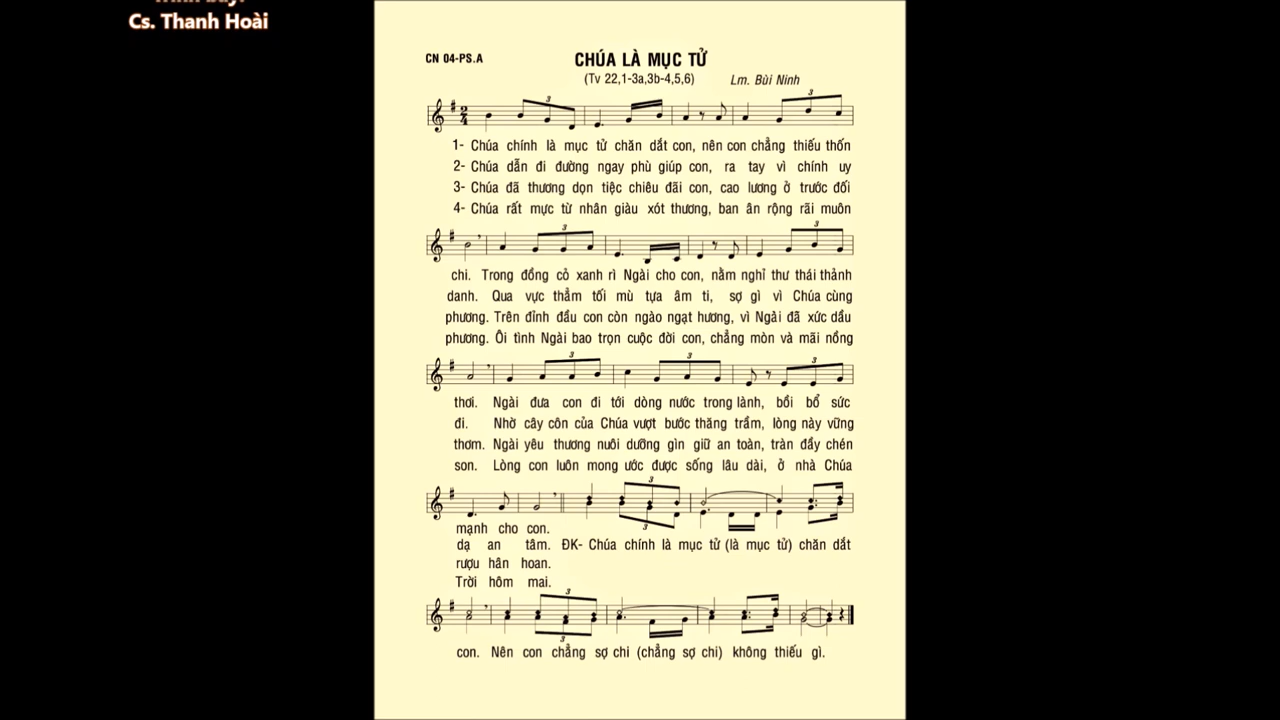 Trình bày:
Cs. Thanh Hoài
CN 04-PS.A
CHÚA LÀ MỤC TỬ
(Tv 22,1-3a,3b-4,5,6)
Lm. Bùi Ninh
1- Chúa chính là mục tử chăn dắt con, nên con chẳng thiếu thốn
2- Chúa dẫn đi đường ngay phù giúp con, ra tay vì chính uy
3- Chúa đã thương dọn tiệc chiêu đãi con, cao lương ở trước đối
4- Chúa rất mực từ nhân giàu xót thương, ban ân rộng rãi muôn
chi. Trong đồng cỏ xanh rì Ngài cho con, nằm nghỉ thư thái thảnh
danh. Qua vực thẳm tối mù tựa âm ti, sợ gì vì Chúa cùng
phương. Trên đỉnh đầu con còn ngào ngạt hương, vì Ngài đã xức dầu
phương. Ôi tình Ngài bao trọn cuộc đời con, chẳng mòn và mãi nồng
thơi. Ngài đưa con đi tới dòng nước trong lành, bồi bổ sức
đi. Nhờ cây côn của Chúa vượt bước thăng trầm, lòng này vững
thơm. Ngài yêu thương nuôi dưỡng gìn giữ an toàn, tràn đầy chén
son. Lòng con luôn mong ước được sống lâu dài, ở nhà Chúa
mạnh cho con.
dạ an tâm. ĐK- Chúa chính là mục tử (là mục tử) chăn dắt
rượu hân hoan.
Trời hôm mai.
con. Nên con chẳng sợ chi (chẳng sợ chi) không thiếu gì.